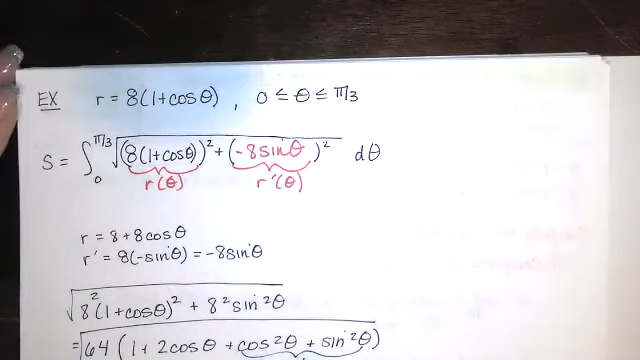 EX r = 8(1+cosθ) , 0 ≤ θ ≤ π/3
S = ∫₀^(π/3) √((8(1+cosθ))² + (-8sinθ)²) dθ
r(θ) r'(θ)
r = 8 + 8cosθ
r' = 8(-sinθ) = -8sinθ
√(8²(1+cosθ)² + 8²sin²θ)
= √(64(1 + 2cosθ + cos²θ + sin²θ))